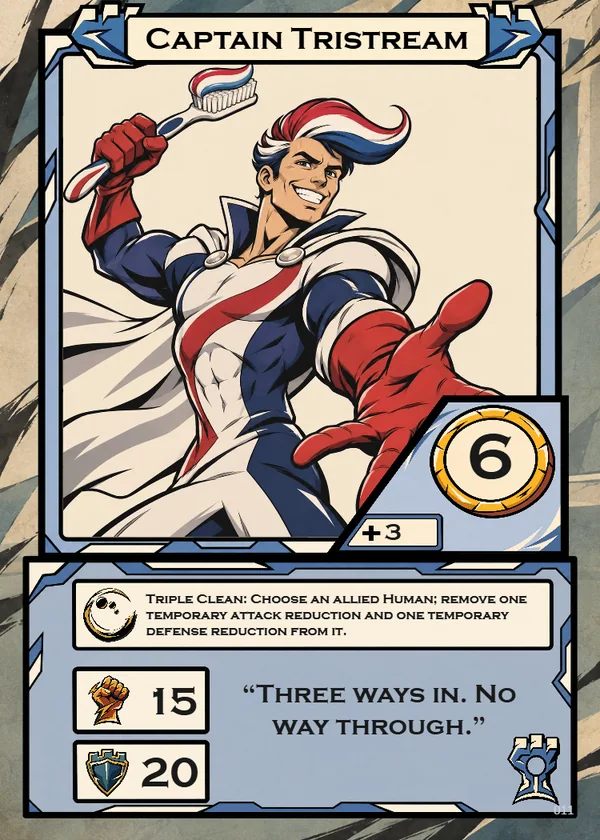 Captain Tristream
6
+3
Triple Clean: Choose an allied Human; remove one
temporary attack reduction and one temporary
defense reduction from it.
15
“Three ways in. No
way through.”
20
011